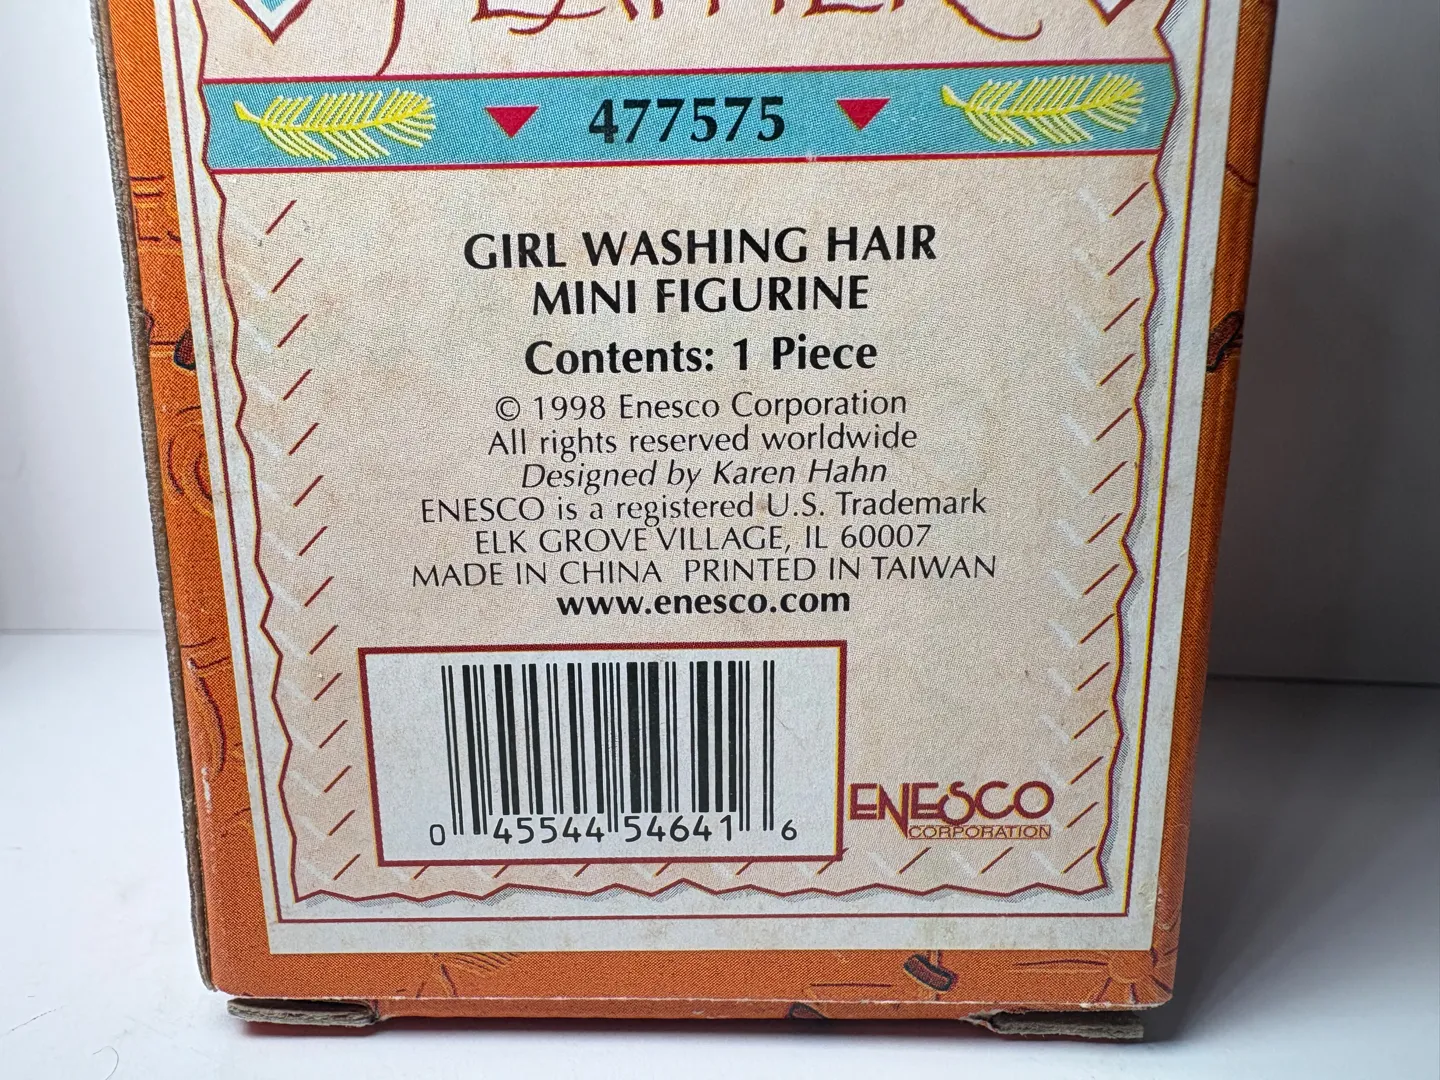 477575
GIRL WASHING HAIR
MINI FIGURINE
Contents: 1 Piece
© 1998 Enesco Corporation
All rights reserved worldwide
Designed by Karen Hahn
ENESCO is a registered U.S. Trademark
ELK GROVE VILLAGE, IL 60007
MADE IN CHINA PRINTED IN TAIWAN
www.enesco.com
0 45544 54641 6
ENESCO
CORPORATION